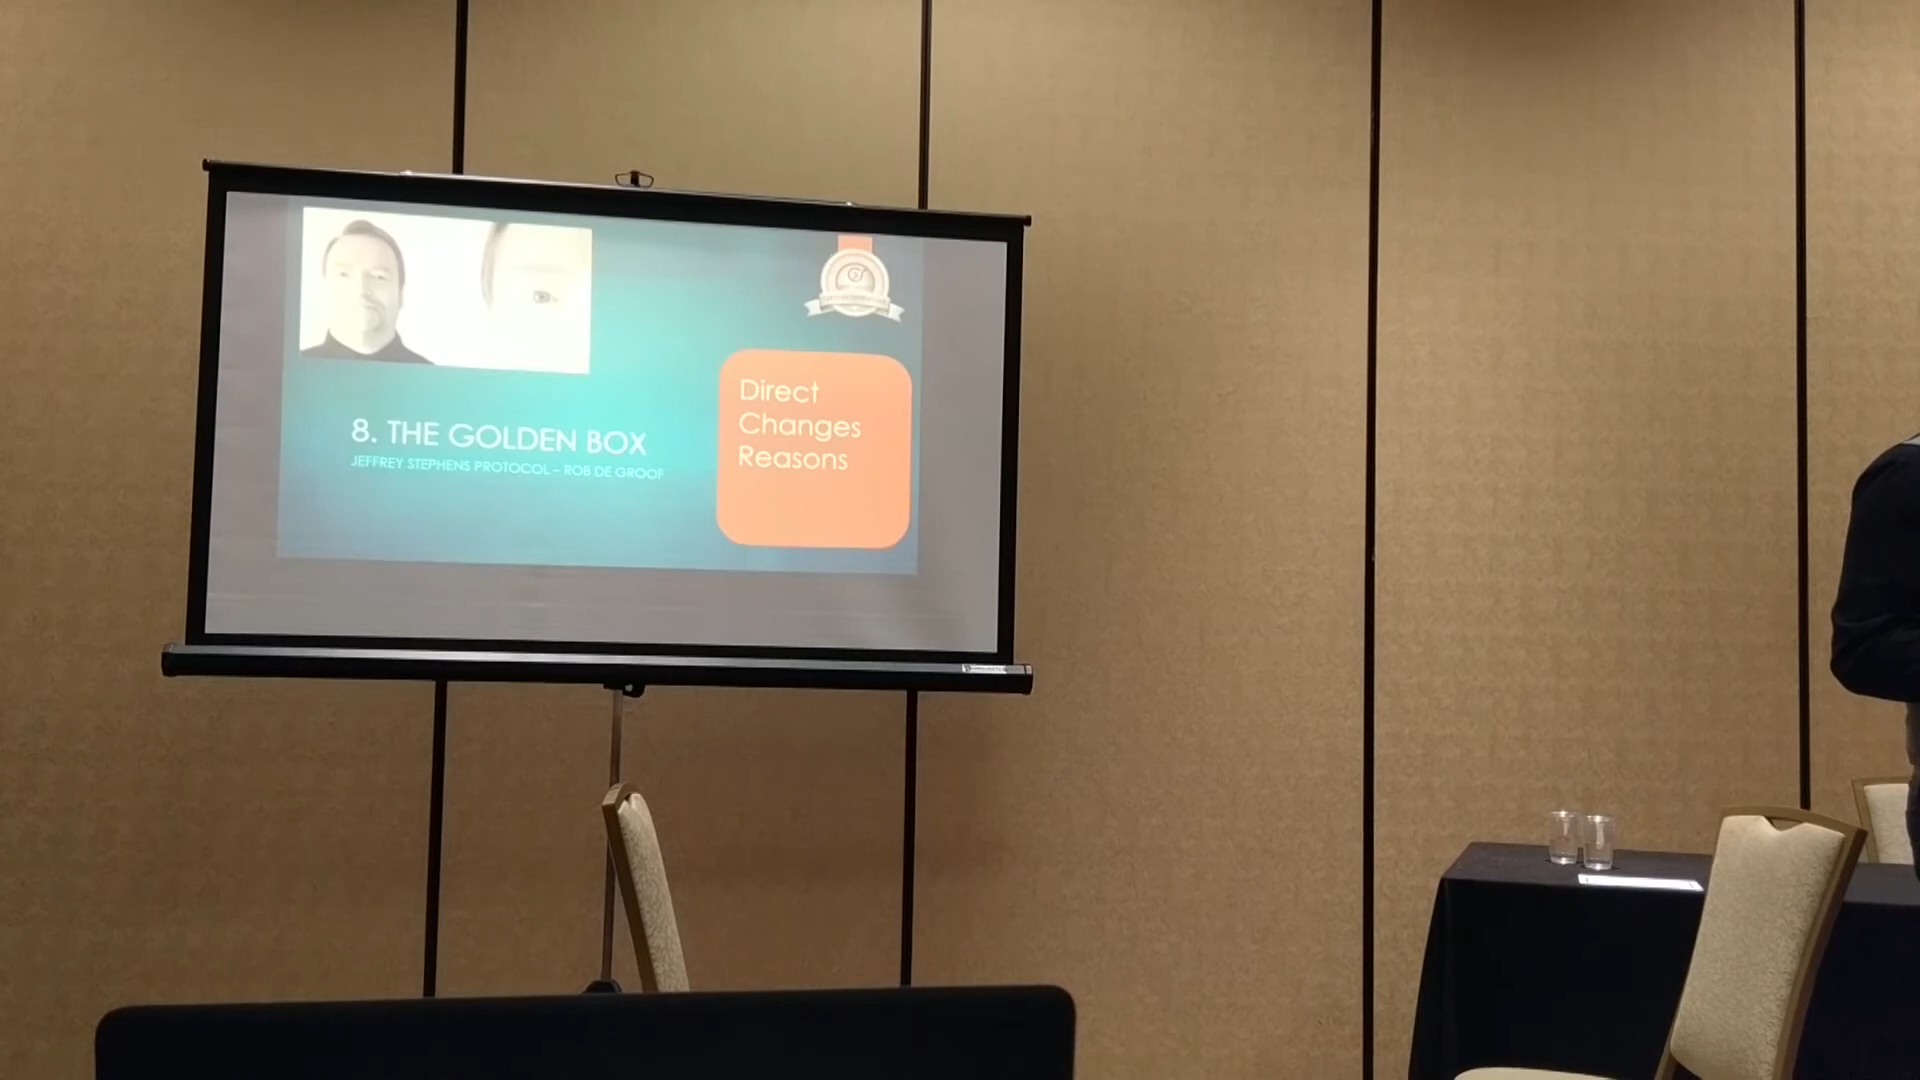 8. THE GOLDEN BOX
JEFFREY STEPHENS PROTOCOL – ROB DE GROOF
Direct
Changes
Reasons